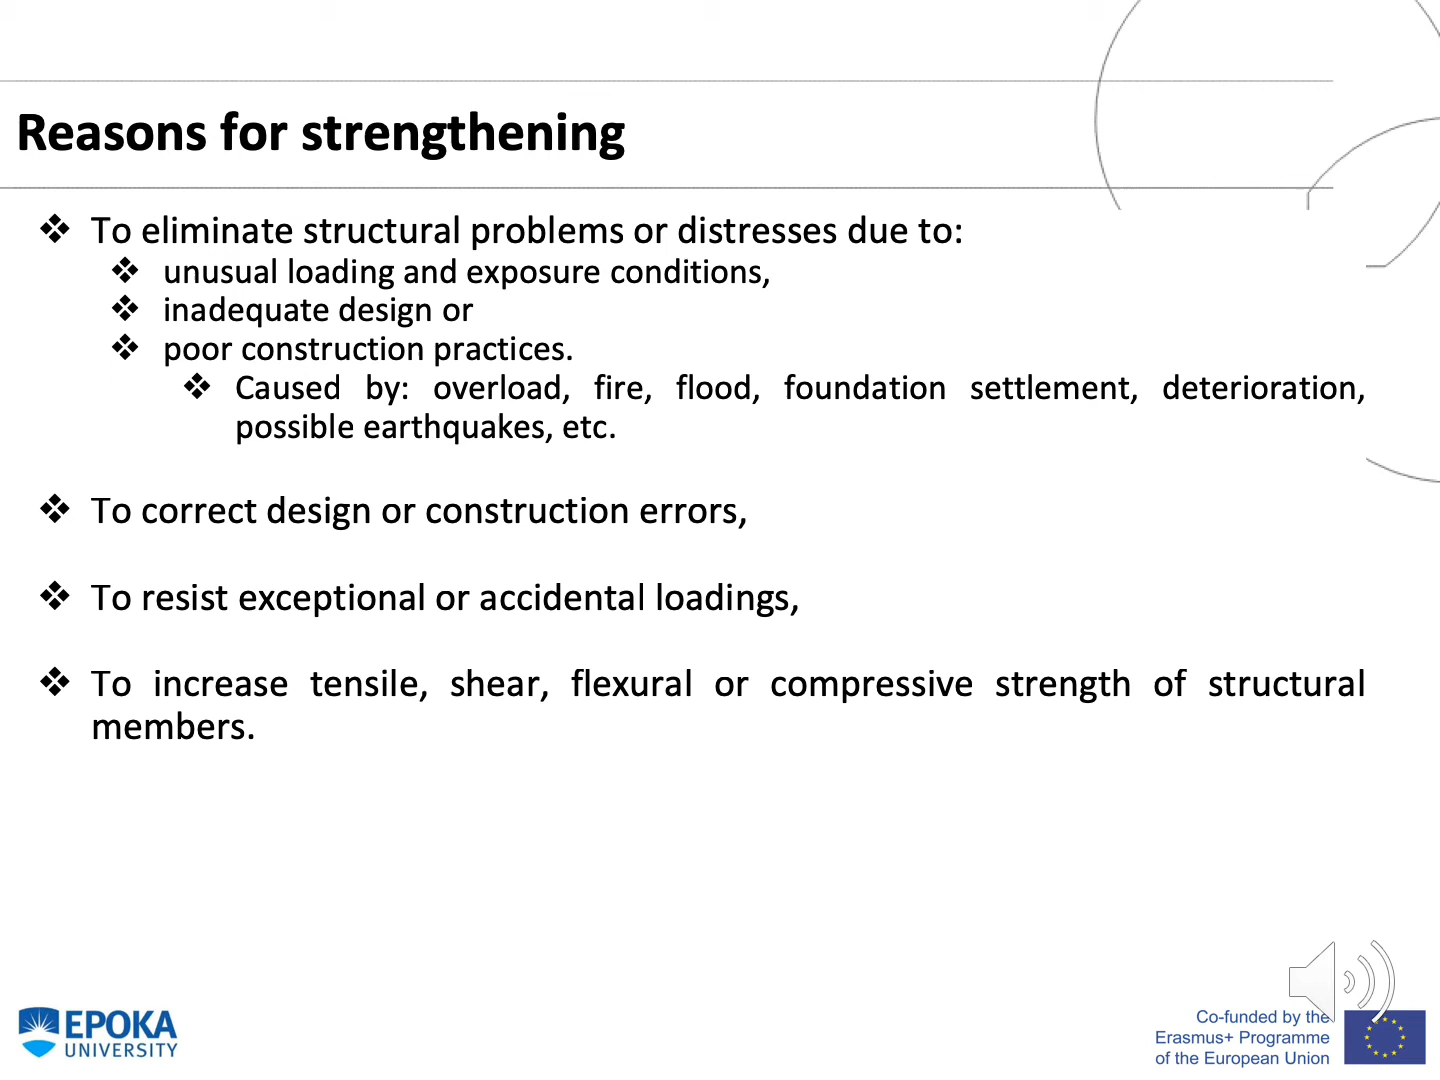 Reasons for strengthening
❖ To eliminate structural problems or distresses due to:
❖ unusual loading and exposure conditions,
❖ inadequate design or
❖ poor construction practices.
❖ Caused by: overload, fire, flood, foundation settlement, deterioration,
possible earthquakes, etc.
❖ To correct design or construction errors,
❖ To resist exceptional or accidental loadings,
❖ To increase tensile, shear, flexural or compressive strength of structural
members.
EPOKA
UNIVERSITY
Co-funded by the
Erasmus+ Programme
of the European Union